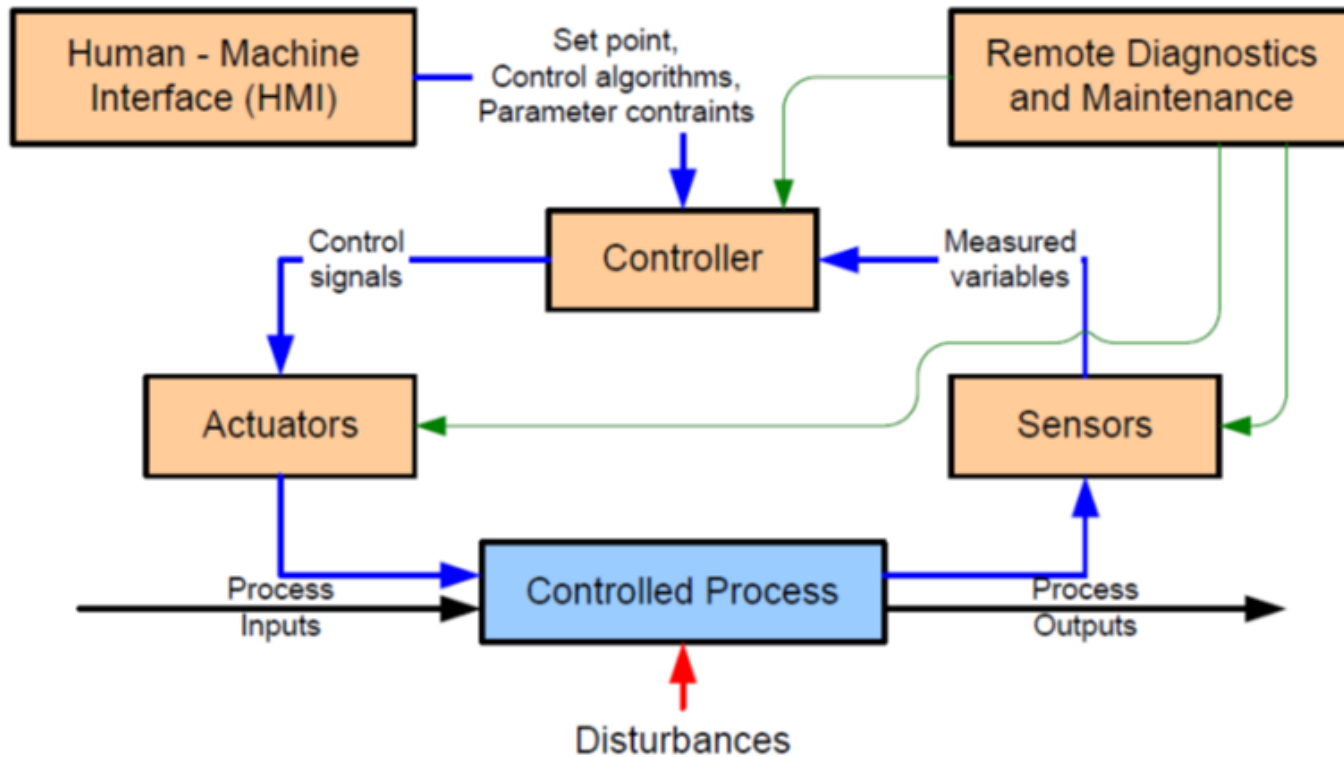 Human - Machine
Interface (HMI)
Set point,
Control algorithms,
Parameter contraints
Remote Diagnostics
and Maintenance
Control
signals
Controller
Measured
variables
Actuators
Sensors
Process
Inputs
Controlled Process
Process
Outputs
Disturbances